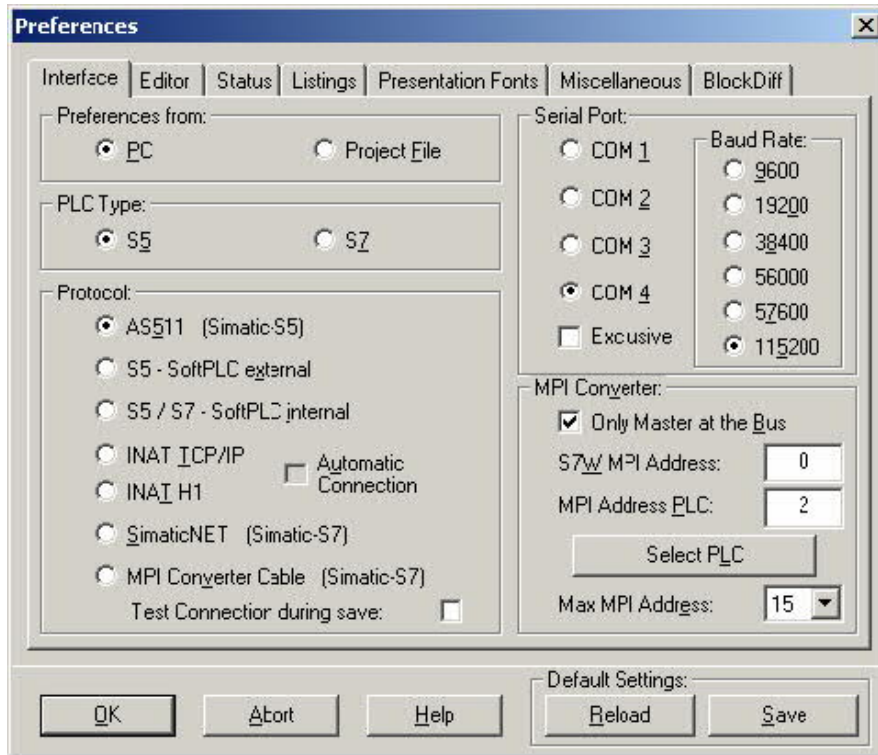 Preferences
Interface Editor Status Listings Presentation Fonts Miscellaneous BlockDiff
Preferences from:
PC Project File
PLC Type:
S5 S7
Protocol:
AS511 (Simatic-S5)
S5 - SoftPLC external
S5 / S7 - SoftPLC internal
INAT TCP/IP
INAT H1
Automatic
Connection
SimaticNET (Simatic-S7)
MPI Converter Cable (Simatic-S7)
Test Connection during save:
Serial Port:
COM 1
COM 2
COM 3
COM 4
Excusive
Baud Rate:
9600
19200
38400
56000
57600
115200
MPI Converter:
Only Master at the Bus
S7W MPI Address: 0
MPI Address PLC: 2
Select PLC
Max MPI Address: 15
OK Abort Help
Default Settings:
Reload Save